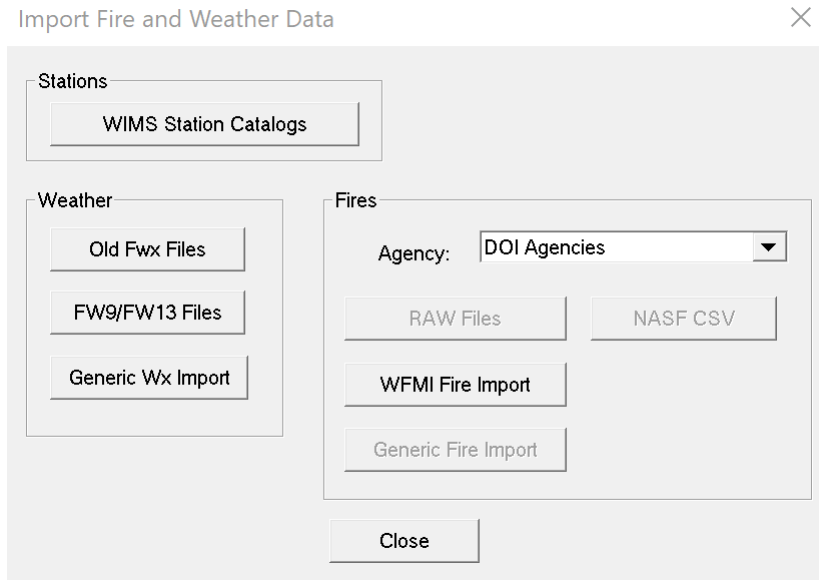 Import Fire and Weather Data
Stations
WIMS Station Catalogs
Weather
Old Fwx Files
FW9/FW13 Files
Generic Wx Import
Fires
Agency: DOI Agencies
RAW Files NASF CSV
WFMI Fire Import
Generic Fire Import
Close